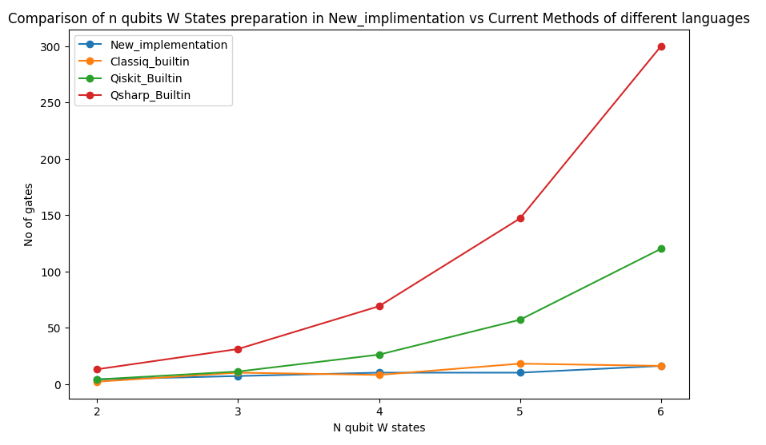 Comparison of n qubits W States preparation in New_implimentation vs Current Methods of different languages
New_implementation
Classiq_builtin
Qiskit_Builtin
Qsharp_Builtin
300
250
200
150
100
50
0
No of gates
2 3 4 5 6
N qubit W states